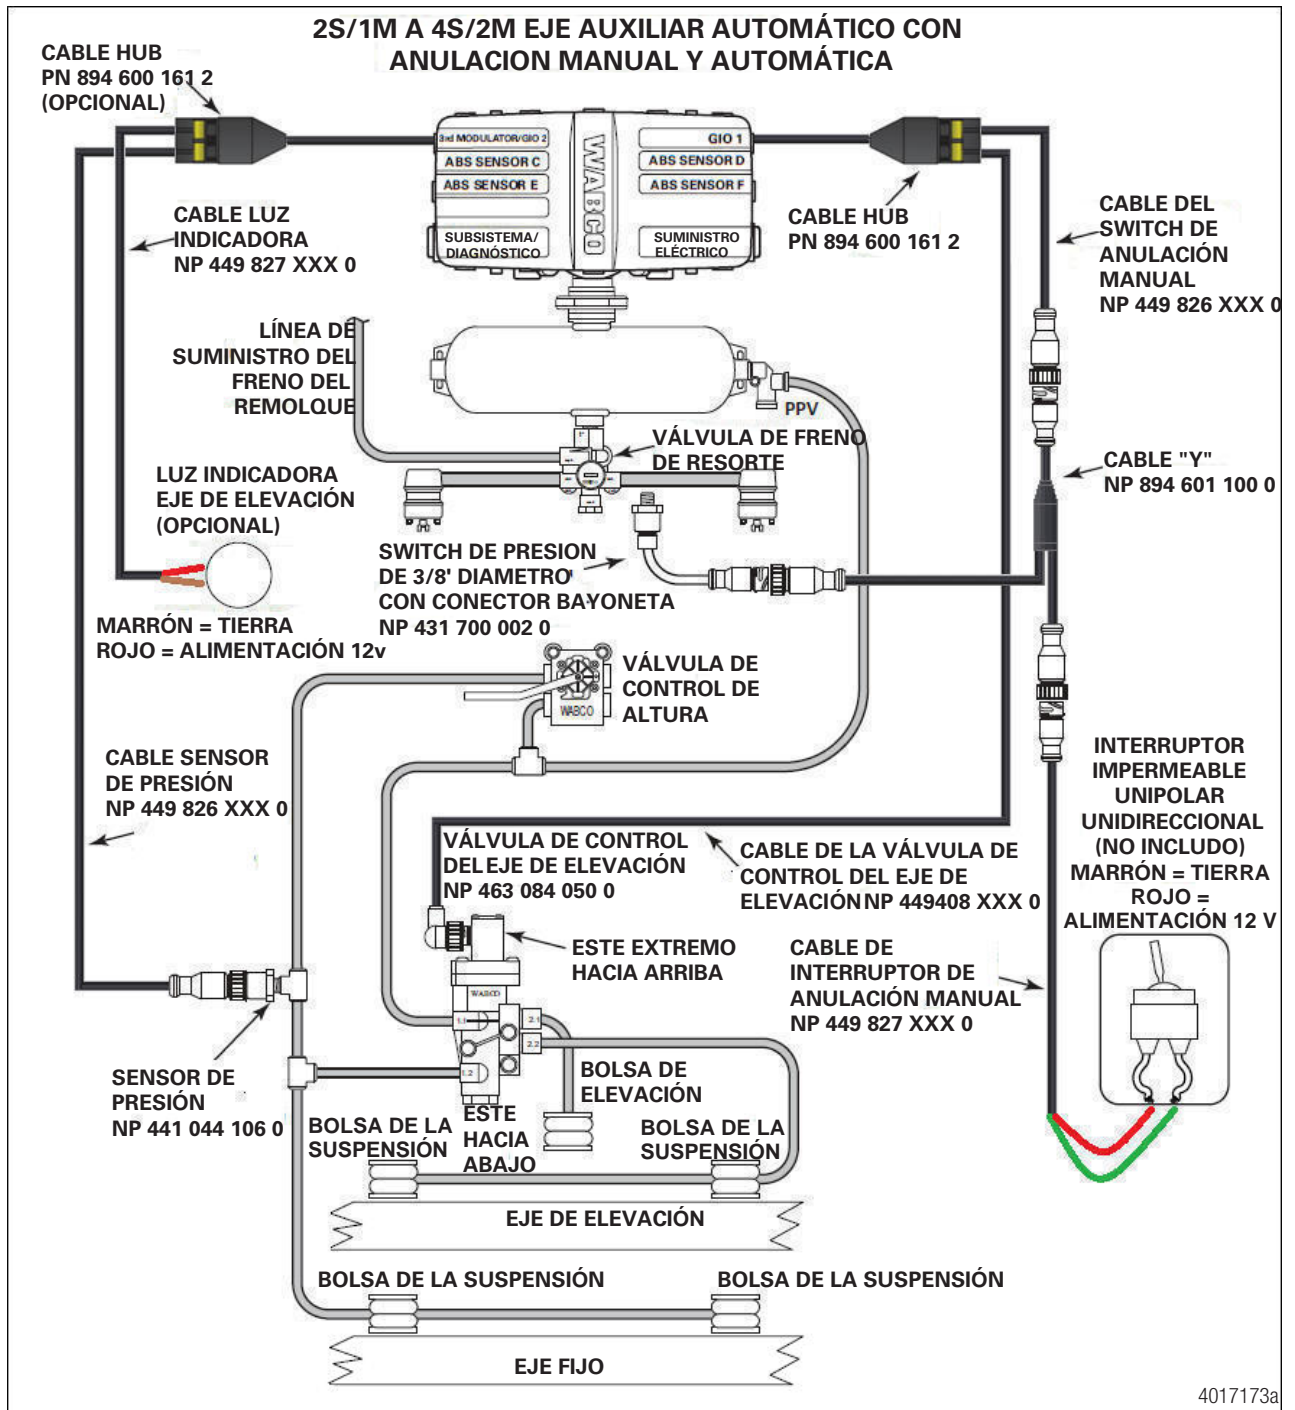 2S/1M A 4S/2M EJE AUXILIAR AUTOMÁTICO CON
ANULACION MANUAL Y AUTOMÁTICA
CABLE HUB
PN 894 600 161 2
(OPCIONAL)
3rd MODULATOR/GIO 2
ABS SENSOR C
ABS SENSOR E
SUBSISTEMA/
DIAGNÓSTICO
WABCO
GIO 1
ABS SENSOR D
ABS SENSOR F
SUMINISTRO
ELÉCTRICO
CABLE HUB
PN 894 600 161 2
CABLE DEL
SWITCH DE
ANULACIÓN
MANUAL
NP 449 826 XXX 0
CABLE LUZ
INDICADORA
NP 449 827 XXX 0
LÍNEA DE
SUMINISTRO DEL
FRENO DEL
REMOLQUE
PPV
VÁLVULA DE FRENO
DE RESORTE
CABLE "Y"
NP 894 601 100 0
LUZ INDICADORA
EJE DE ELEVACIÓN
(OPCIONAL)
MARRÓN = TIERRA
ROJO = ALIMENTACIÓN 12v
SWITCH DE PRESION
DE 3/8' DIAMETRO
CON CONECTOR BAYONETA
NP 431 700 002 0
VÁLVULA DE
CONTROL DE
ALTURA
WABCO
CABLE SENSOR
DE PRESIÓN
NP 449 826 XXX 0
INTERRUPTOR
IMPERMEABLE
UNIPOLAR
UNIDIRECCIONAL
(NO INCLUDO)
MARRÓN = TIERRA
ROJO =
ALIMENTACIÓN 12 V
VÁLVULA DE CONTROL
DEL EJE DE ELEVACIÓN
NP 463 084 050 0
CABLE DE LA VÁLVULA DE
CONTROL DEL EJE DE
ELEVACIÓN NP 449408 XXX 0
ESTE EXTREMO
HACIA ARRIBA
CABLE DE
INTERRUPTOR DE
ANULACIÓN MANUAL
NP 449 827 XXX 0
WABCO
1.1
2.1
2.2
1.2
SENSOR DE
PRESIÓN
NP 441 044 106 0
BOLSA DE
ELEVACIÓN
ESTE
HACIA
ABAJO
BOLSA DE LA
SUSPENSIÓN
BOLSA DE LA
SUSPENSIÓN
EJE DE ELEVACIÓN
BOLSA DE LA SUSPENSIÓN
BOLSA DE LA SUSPENSIÓN
EJE FIJO
4017173a